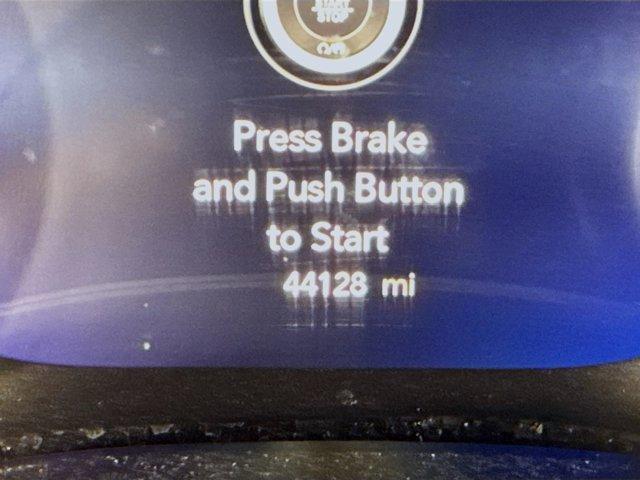 START
STOP
Press Brake
and Push Button
to Start
44128 mi